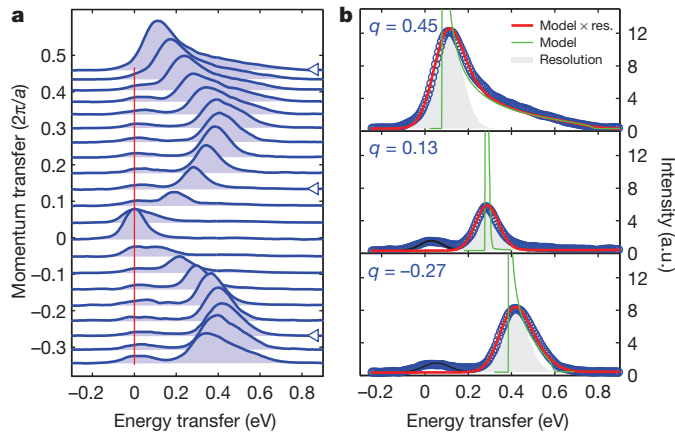 a
Momentum transfer (2π/a)
0.5
0.4
0.3
0.2
0.1
0
−0.1
−0.2
−0.3
−0.2 0 0.2 0.4 0.6 0.8
Energy transfer (eV)
b
q = 0.45
Model × res.
Model
Resolution
12
8
4
0
q = 0.13
12
8
4
0
q = −0.27
12
8
4
0
Intensity (a.u.)
−0.2 0 0.2 0.4 0.6 0.8
Energy transfer (eV)